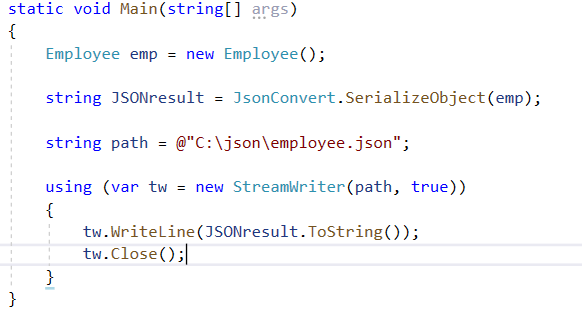 static void Main(string[] args)
{
Employee emp = new Employee();
string JSONresult = JsonConvert.SerializeObject(emp);
string path = @"C:\json\employee.json";
using (var tw = new StreamWriter(path, true))
{
tw.WriteLine(JSONresult.ToString());
tw.Close();
}
}